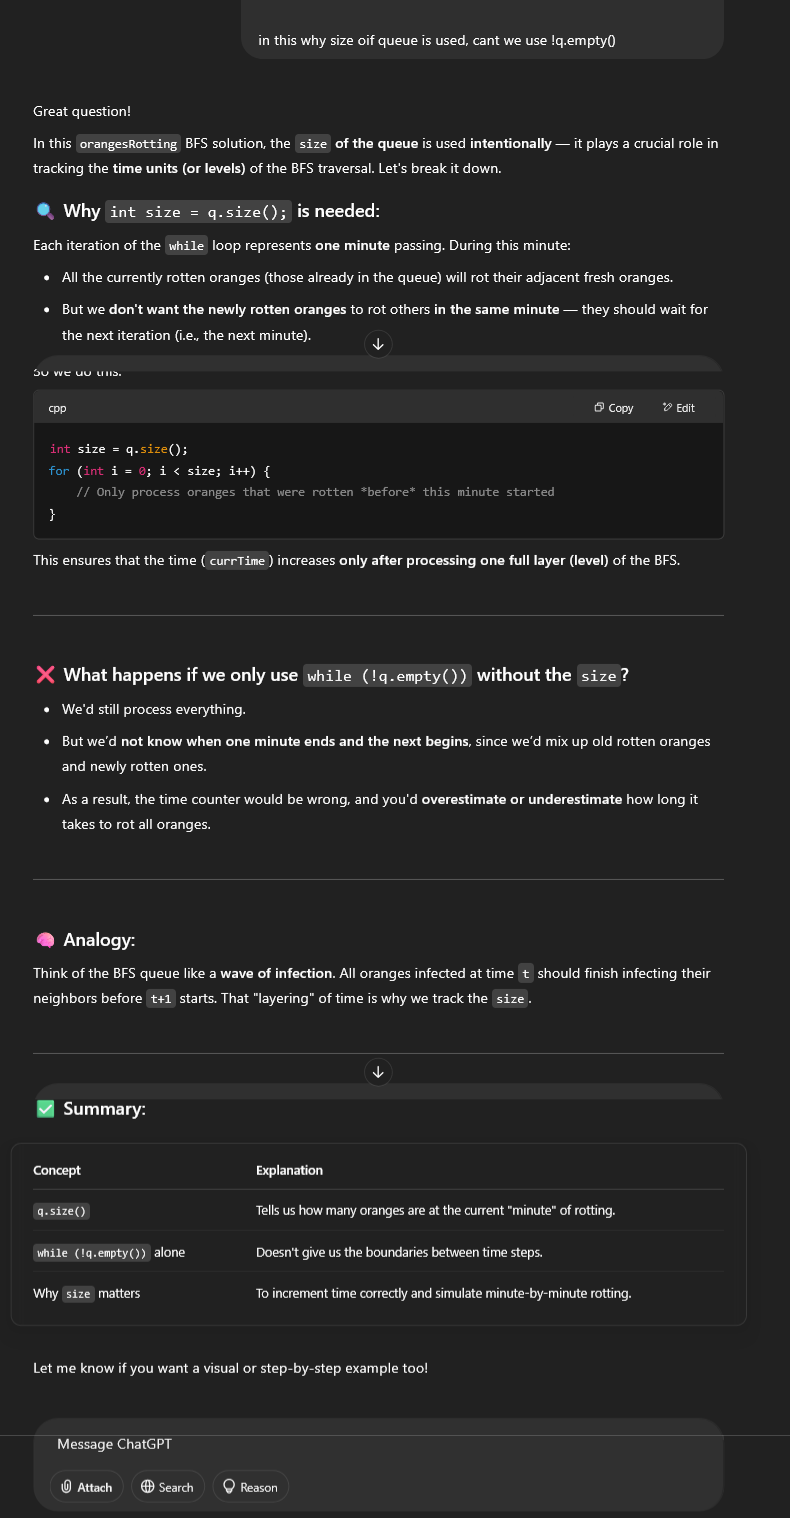 in this why size oif queue is used, cant we use !q.empty()
Great question!
In this orangesRotting BFS solution, the size of the queue is used intentionally — it plays a crucial role in
tracking the time units (or levels) of the BFS traversal. Let's break it down.
🔍 Why int size = q.size(); is needed:
Each iteration of the while loop represents one minute passing. During this minute:
• All the currently rotten oranges (those already in the queue) will rot their adjacent fresh oranges.
• But we don't want the newly rotten oranges to rot others in the same minute — they should wait for
the next iteration (i.e., the next minute).
So we do this:
cpp
Copy
Edit
int size = q.size();
for (int i = 0; i < size; i++) {
// Only process oranges that were rotten *before* this minute started
}
This ensures that the time (currTime) increases only after processing one full layer (level) of the BFS.
❌ What happens if we only use while (!q.empty()) without the size?
• We'd still process everything.
• But we’d not know when one minute ends and the next begins, since we’d mix up old rotten oranges
and newly rotten ones.
• As a result, the time counter would be wrong, and you'd overestimate or underestimate how long it
takes to rot all oranges.
🧠 Analogy:
Think of the BFS queue like a wave of infection. All oranges infected at time t should finish infecting their
neighbors before t+1 starts. That "layering" of time is why we track the size.
✅ Summary:
Concept Explanation
q.size() Tells us how many oranges are at the current "minute" of rotting.
while (!q.empty()) alone Doesn't give us the boundaries between time steps.
Why size matters To increment time correctly and simulate minute-by-minute rotting.
Let me know if you want a visual or step-by-step example too!
Message ChatGPT
Attach
Search
Reason